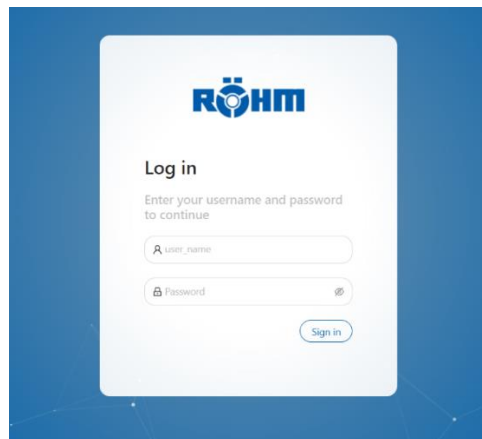 RÖHM
Log in
Enter your username and password
to continue
user_name
Password
Sign in